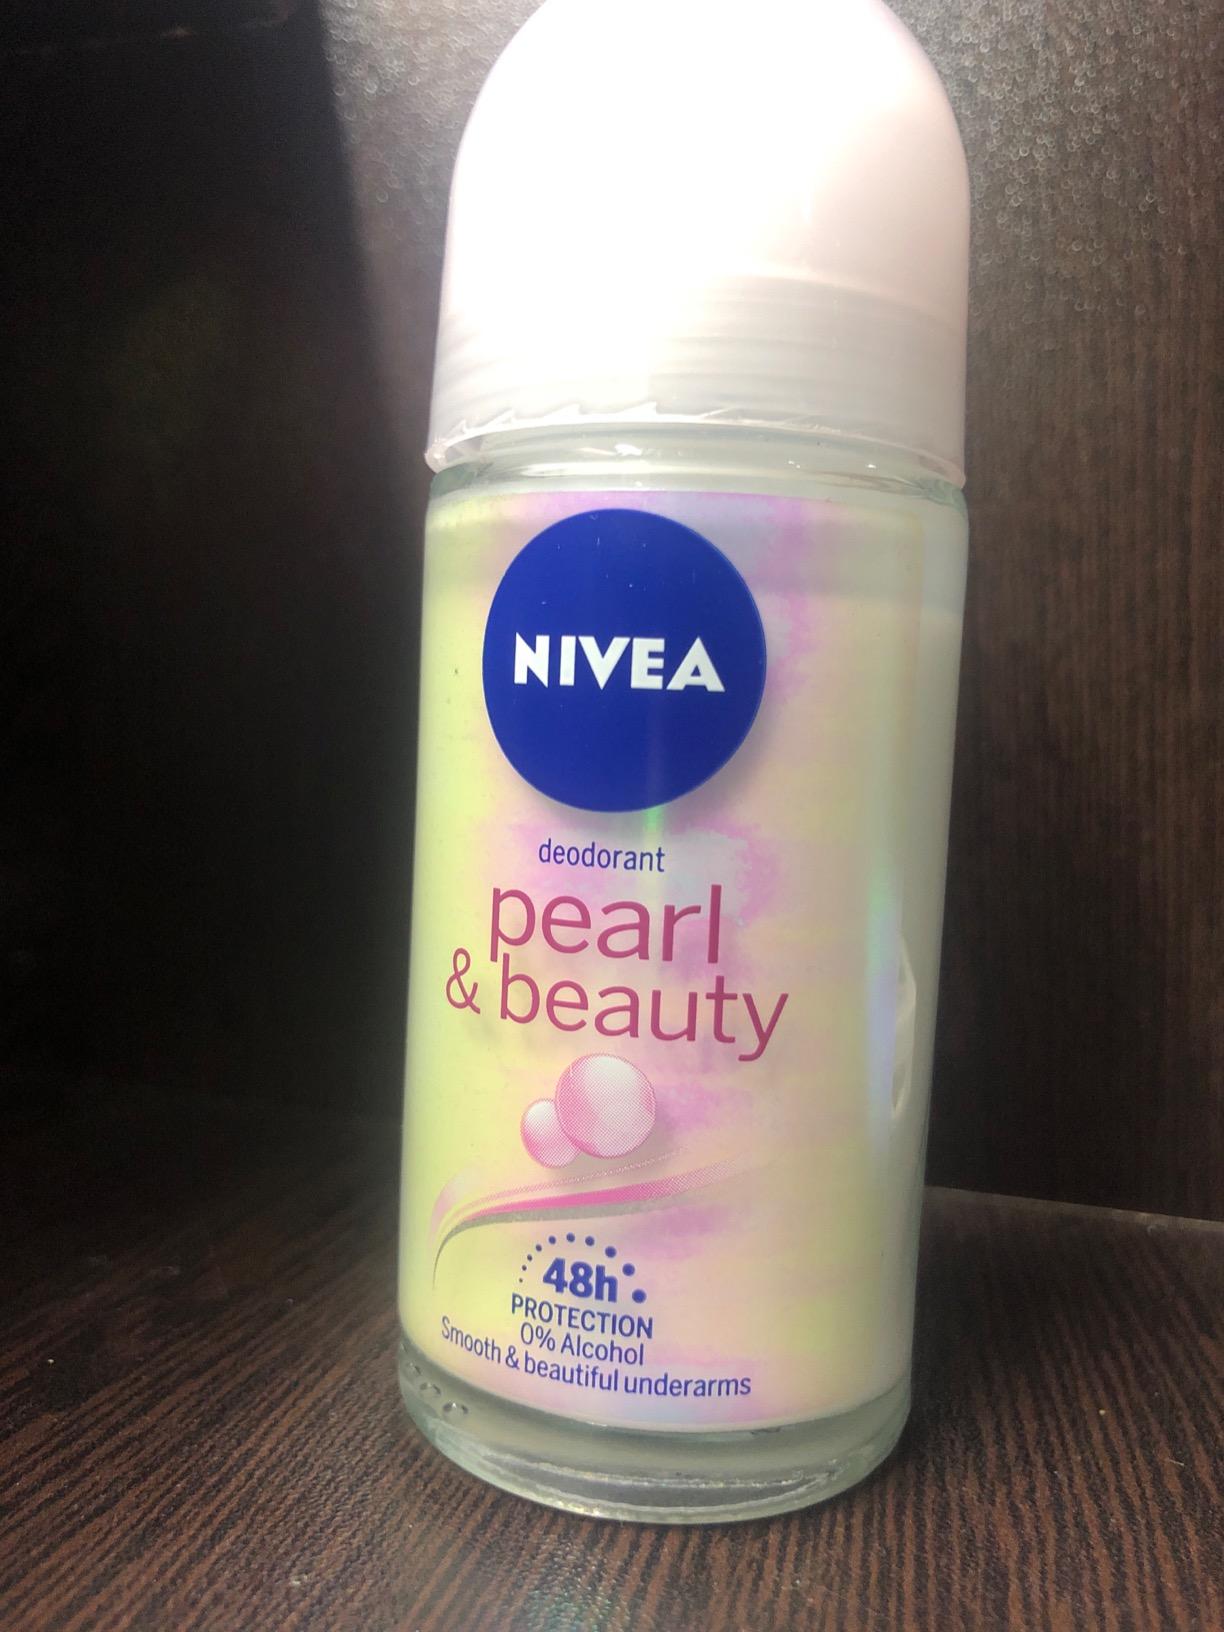 NIVEA
deodorant
pearl
& beauty
48h
PROTECTION
0% Alcohol
Smooth & beautiful underarms